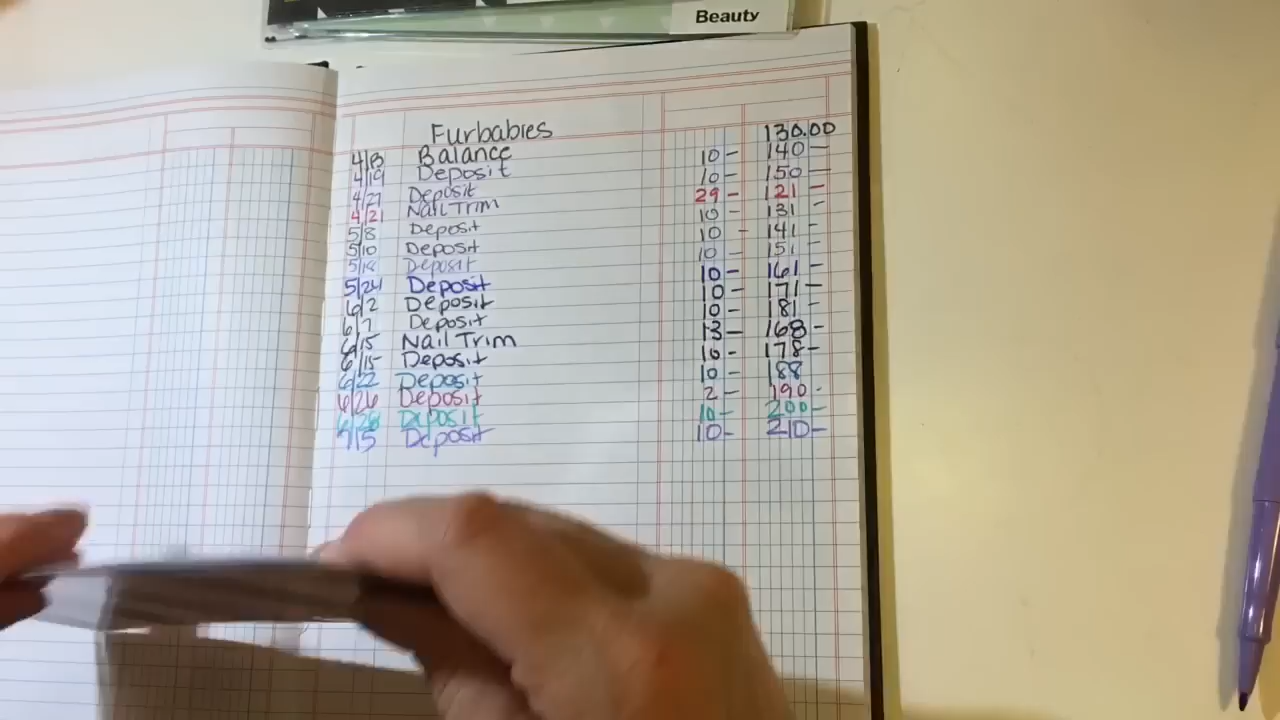 Beauty
Furbabies
4/8 Balance 130.00
4/19 Deposit 10- 140-
4/27 Deposit 10- 150-
4/21 Nail Trim 29- 121-
5/8 Deposit 10- 131-
5/10 Deposit 10- 141-
5/18 Deposit 10- 151-
5/24 Deposit 10- 161-
6/2 Deposit 10- 171-
6/7 Deposit 10- 181-
6/15 Nail Trim 13- 168-
6/15 Deposit 10- 178-
6/22 Deposit 10- 188
6/26 Deposit 2- 190-
6/28 Deposit 10- 200-
7/5 Deposit 10- 210-